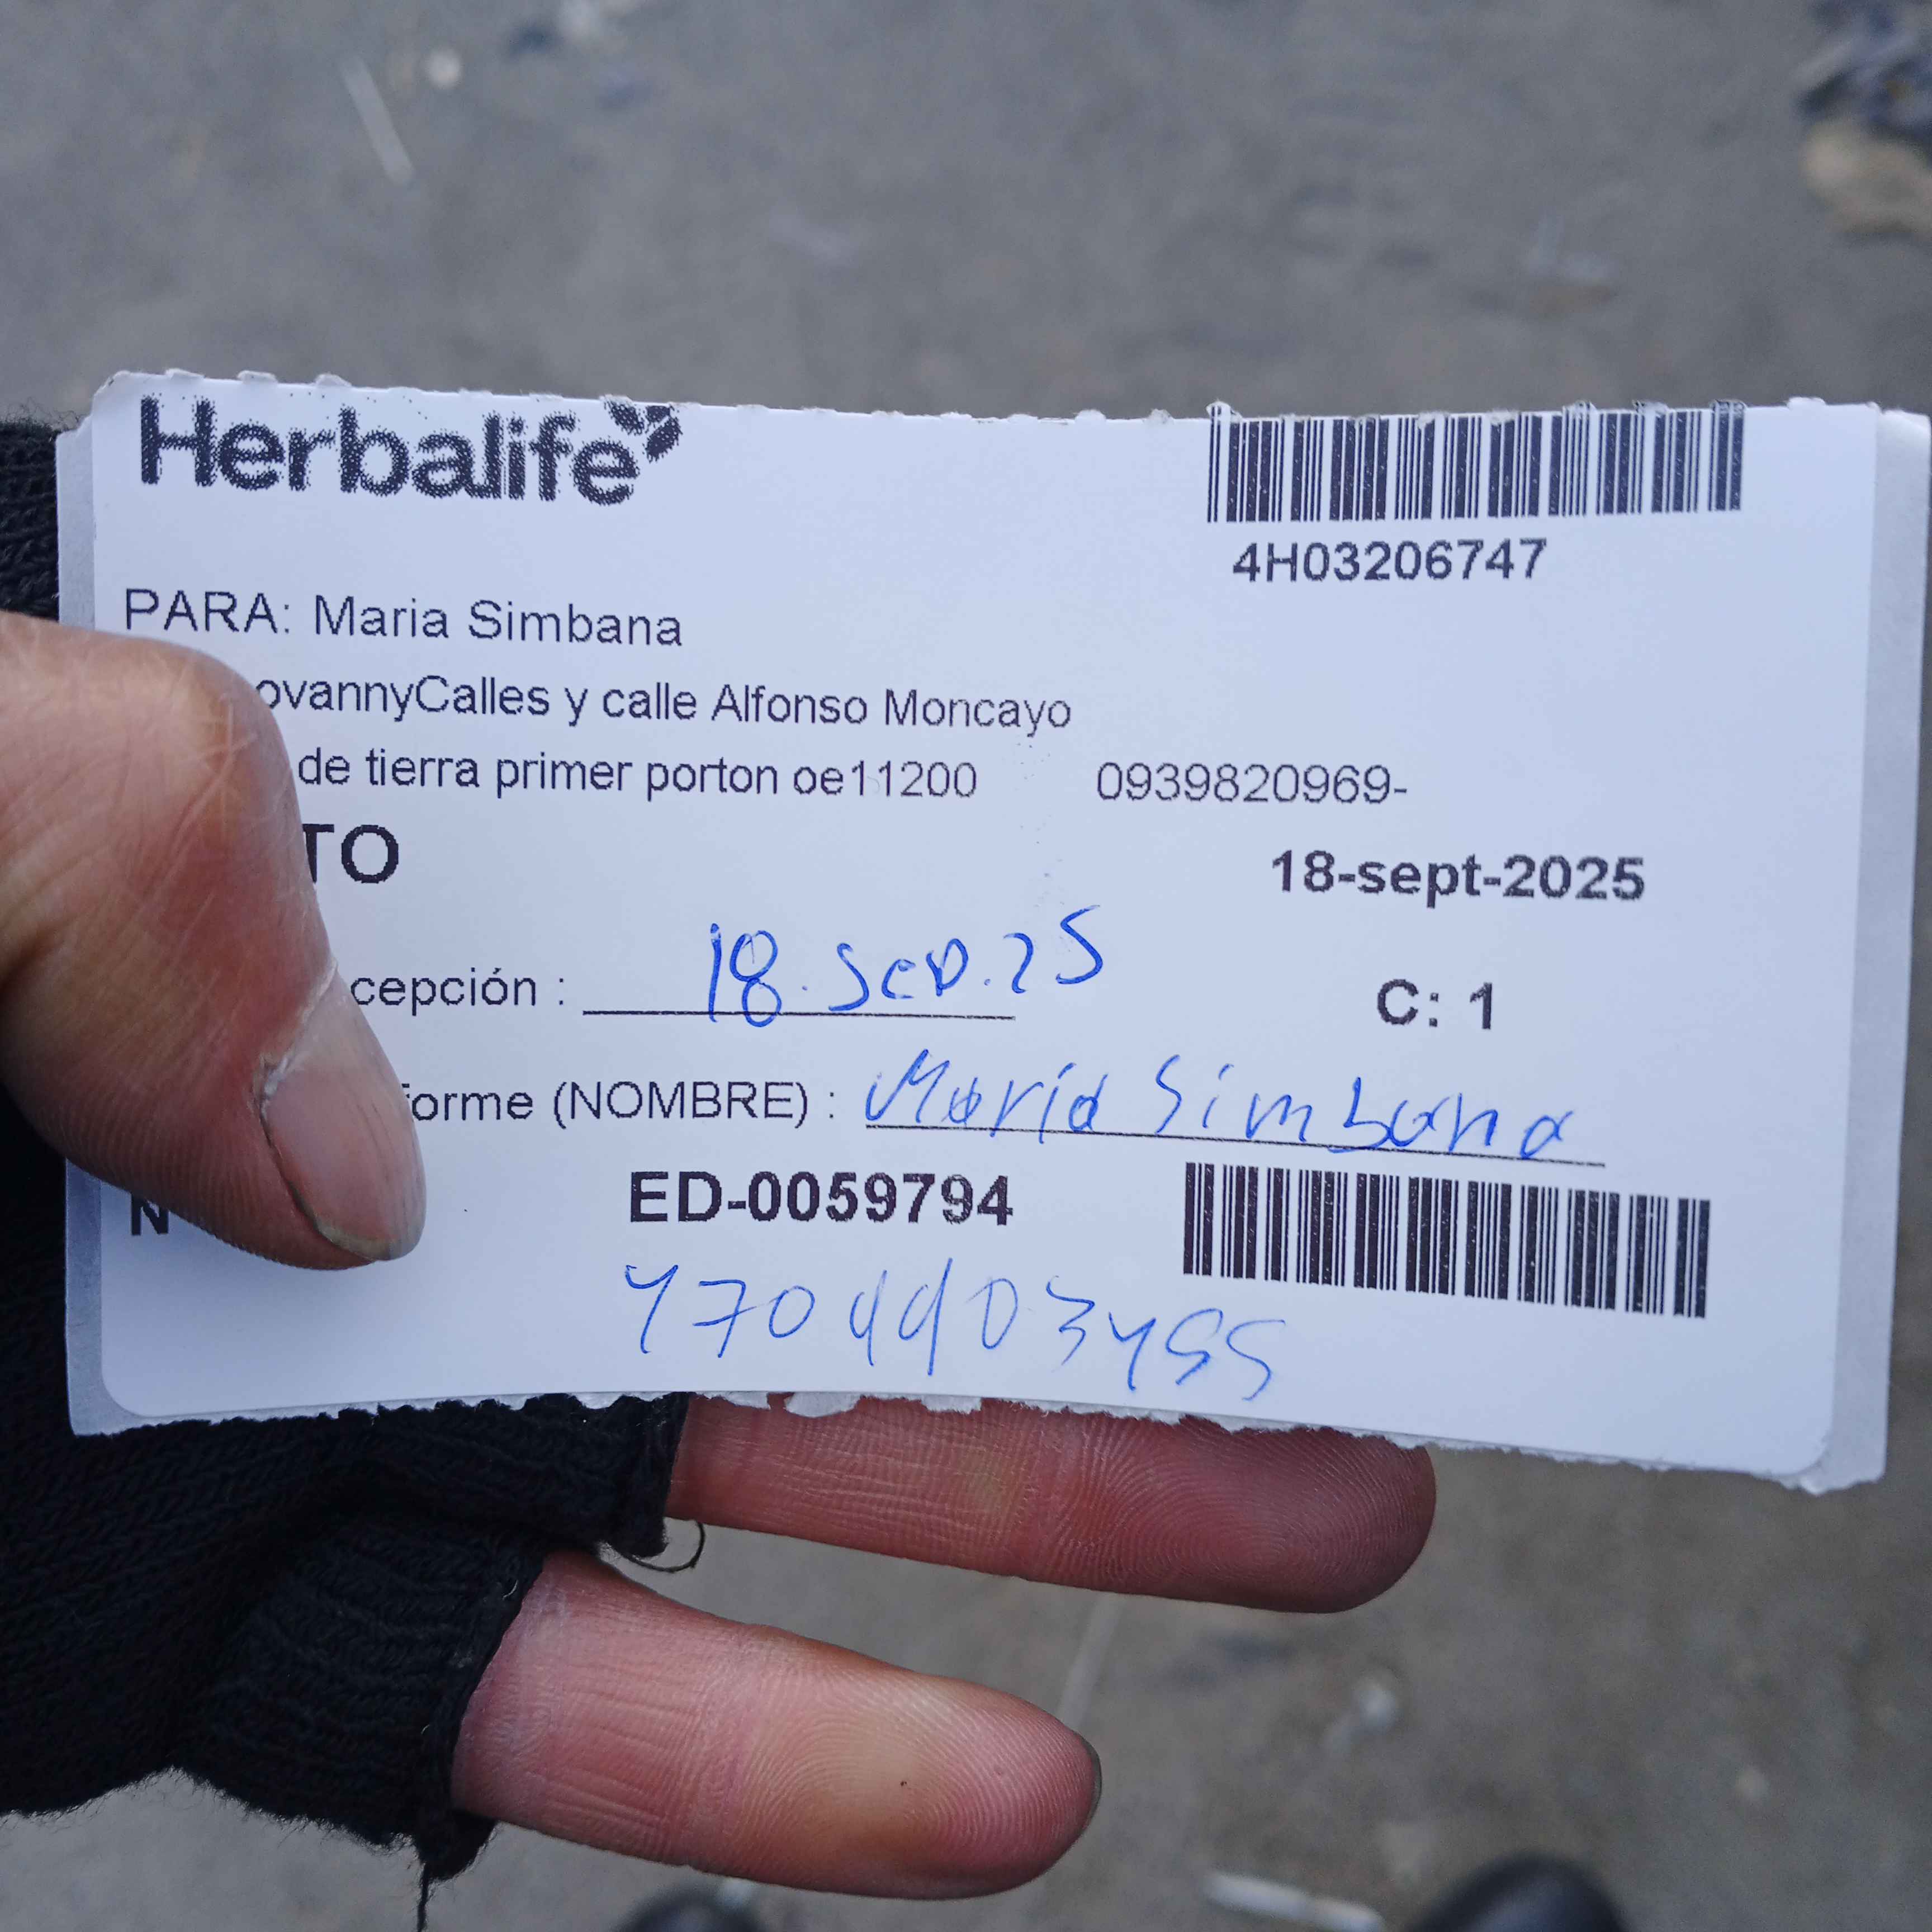 Herbalife
4H03206747
PARA: Maria Simbana
ovannyCalles y calle Alfonso Moncayo
de tierra primer porton oe11200 0939820969-
TO
18-sept-2025
cepción : 18.Sep.25
C: 1
forme (NOMBRE) : María Simbana
N ED-0059794